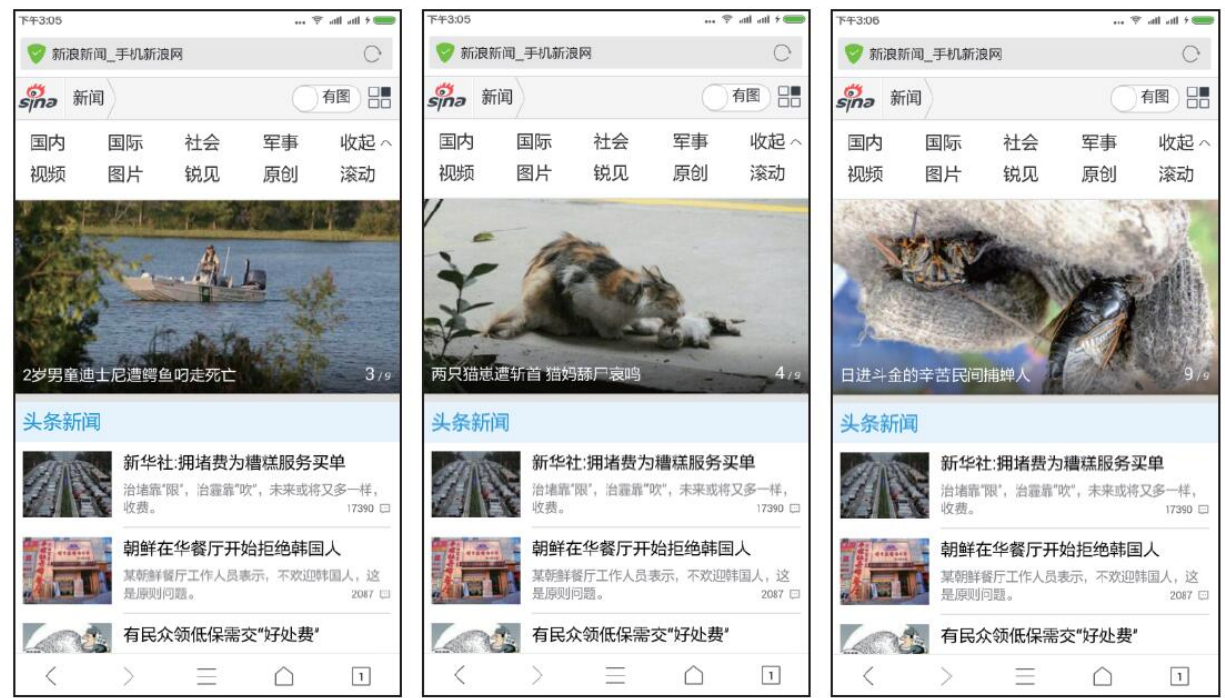 下午3:05
新浪新闻_手机新浪网
sina 新闻 有图
国内 国际 社会 军事 收起
视频 图片 锐见 原创 滚动
2岁男童迪士尼遭鳄鱼叼走死亡 3/9
头条新闻
新华社:拥堵费为糟糕服务买单
治堵靠"限",治霾靠"吹",未来或将又多一样,
收费。 17390
朝鲜在华餐厅开始拒绝韩国人
某朝鲜餐厅工作人员表示,不欢迎韩国人,这
是原则问题。 2087
有民众领低保需交"好处费"
1
下午3:05
新浪新闻_手机新浪网
sina 新闻 有图
国内 国际 社会 军事 收起
视频 图片 锐见 原创 滚动
两只猫崽遭斩首 猫妈舔尸哀鸣 4/9
头条新闻
新华社:拥堵费为糟糕服务买单
治堵靠"限",治霾靠"吹",未来或将又多一样,
收费。 17390
朝鲜在华餐厅开始拒绝韩国人
某朝鲜餐厅工作人员表示,不欢迎韩国人,这
是原则问题。 2087
有民众领低保需交"好处费"
1
下午3:06
新浪新闻_手机新浪网
sina 新闻 有图
国内 国际 社会 军事 收起
视频 图片 锐见 原创 滚动
日进斗金的辛苦民间捕蝉人 9/9
头条新闻
新华社:拥堵费为糟糕服务买单
治堵靠"限",治霾靠"吹",未来或将又多一样,
收费。 17390
朝鲜在华餐厅开始拒绝韩国人
某朝鲜餐厅工作人员表示,不欢迎韩国人,这
是原则问题。 2087
有民众领低保需交"好处费"
1